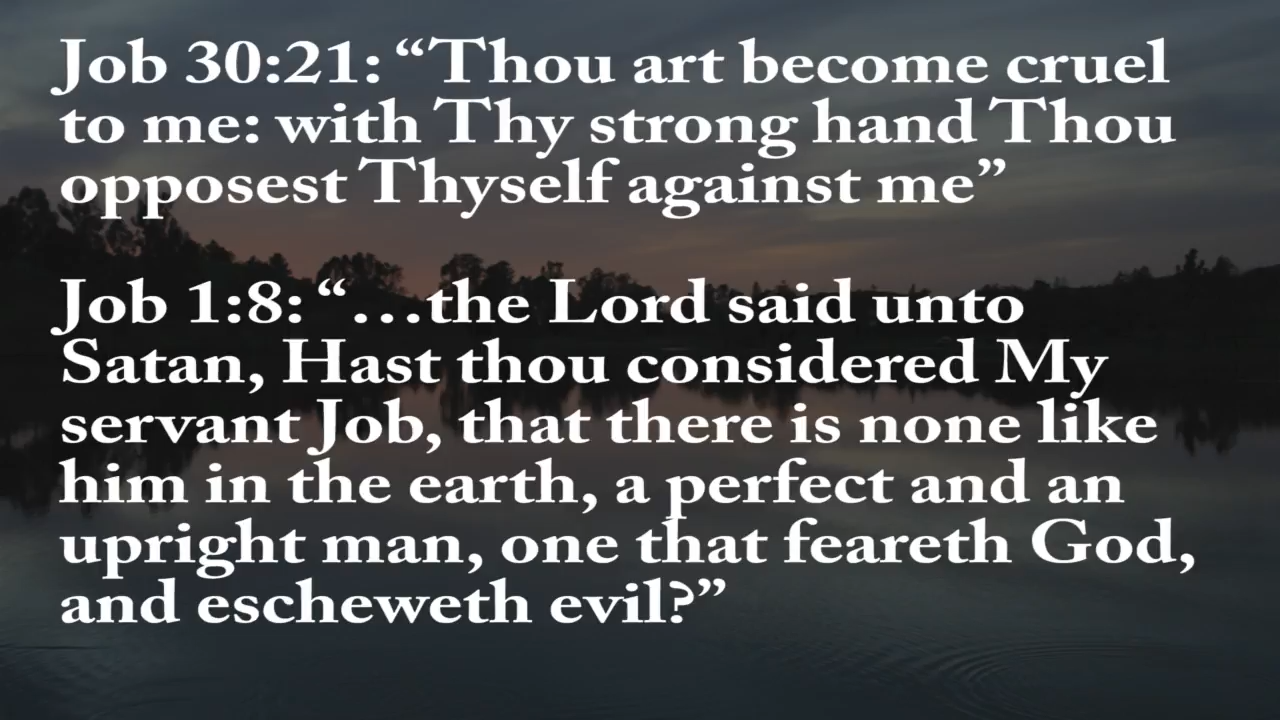 Job 30:21: “Thou art become cruel
to me: with Thy strong hand Thou
opposest Thyself against me”
Job 1:8: “…the Lord said unto
Satan, Hast thou considered My
servant Job, that there is none like
him in the earth, a perfect and an
upright man, one that feareth God,
and escheweth evil?”